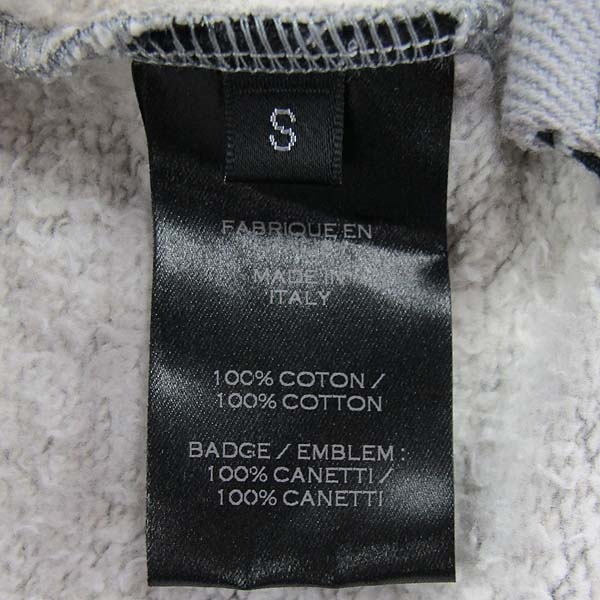 S
FABRIQUE EN
MADE IN
ITALY
100% COTON /
100% COTTON
BADGE / EMBLEM :
100% CANETTI /
100% CANETTI